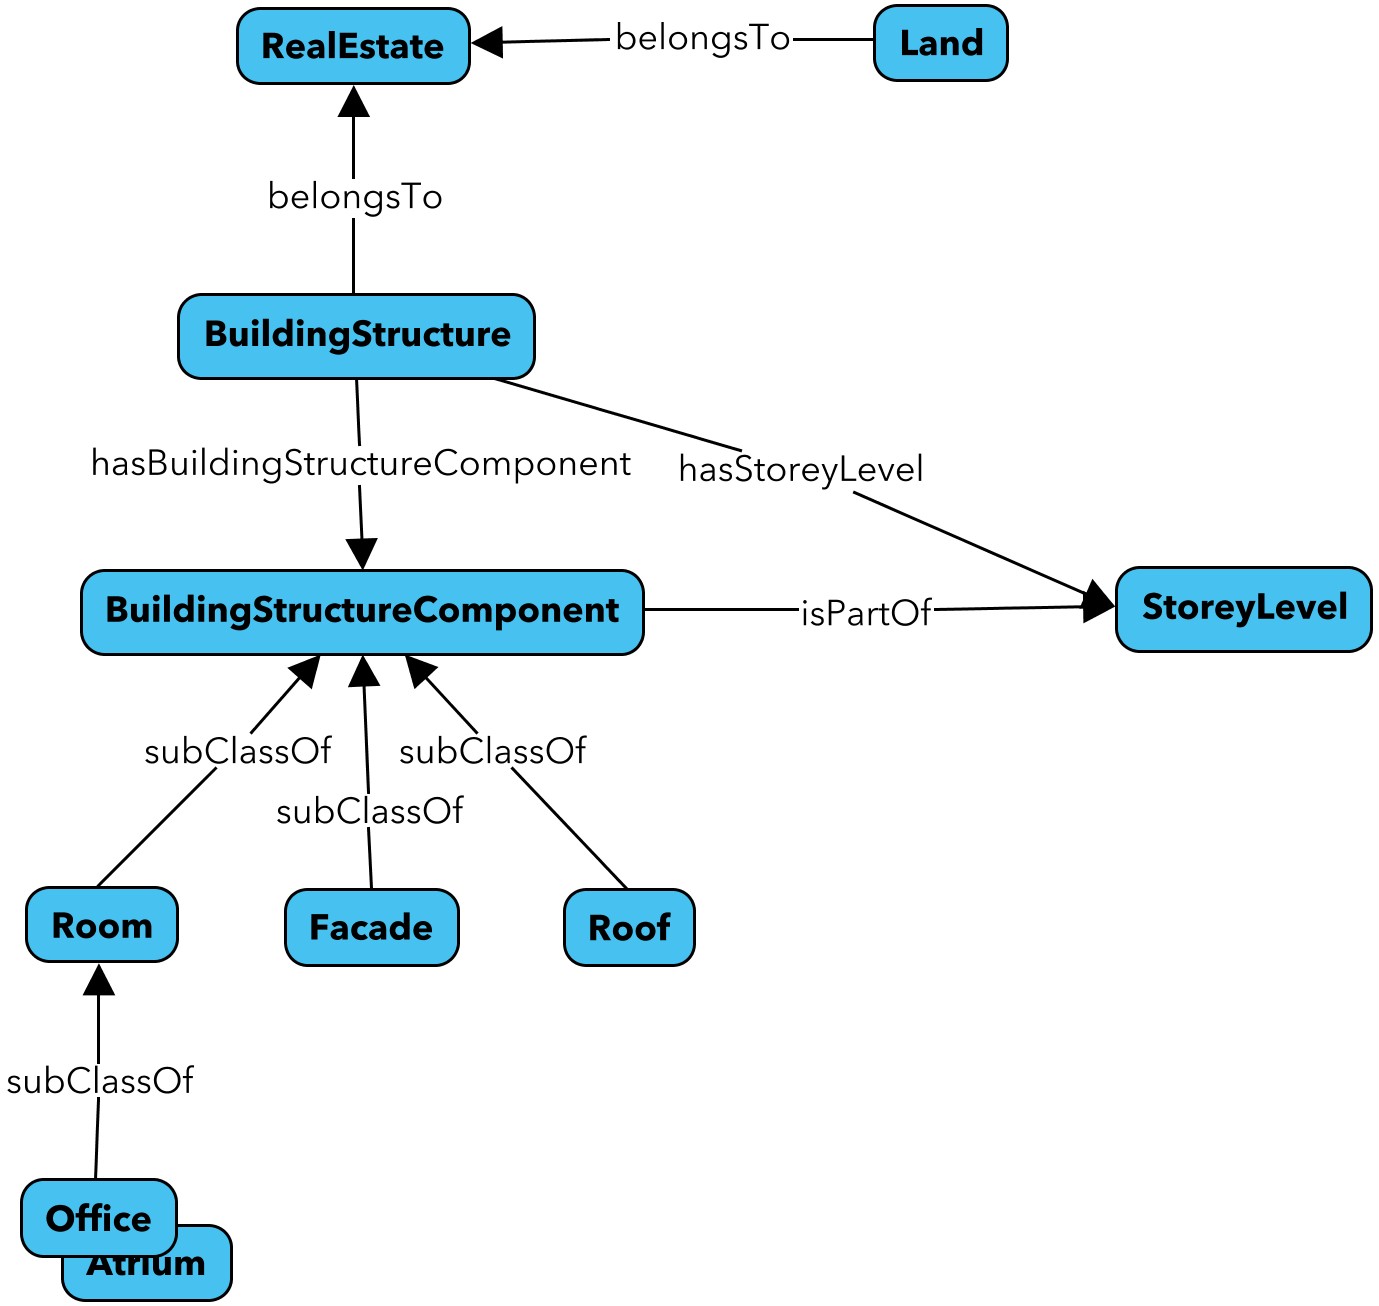 RealEstate
belongsTo
Land
belongsTo
BuildingStructure
hasBuildingStructureComponent
hasStoreyLevel
BuildingStructureComponent
isPartOf
StoreyLevel
subClassOf
subClassOf
subClassOf
Room
Facade
Roof
subClassOf
Office
Atrium